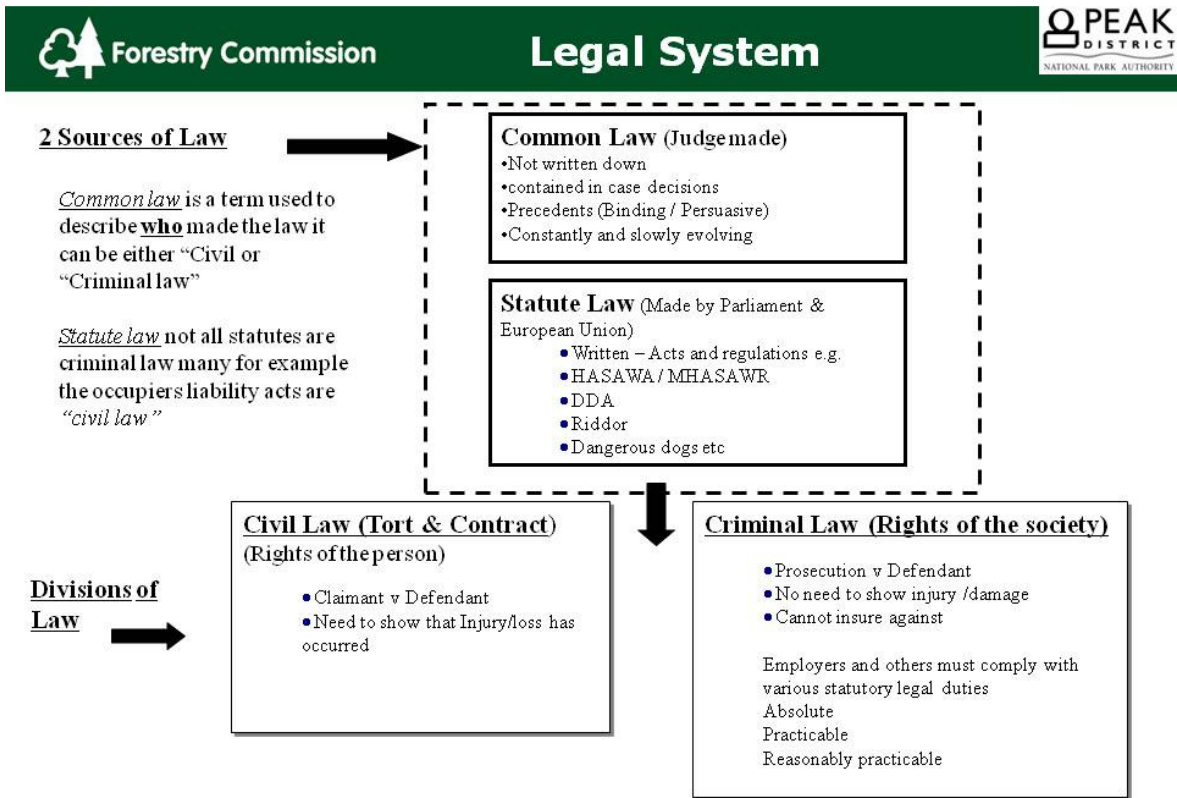 Forestry Commission
Legal System
PEAK
DISTRICT
NATIONAL PARK AUTHORITY
2 Sources of Law
Common law is a term used to
describe who made the law it
can be either “Civil or
“Criminal law”
Statute law not all statutes are
criminal law many for example
the occupiers liability acts are
“civil law”
Common Law (Judge made)
•Not written down
•contained in case decisions
•Precedents (Binding / Persuasive)
•Constantly and slowly evolving
Statute Law (Made by Parliament &
European Union)
• Written – Acts and regulations e.g.
• HASAWA / MHASAWR
• DDA
• Riddor
• Dangerous dogs etc
Divisions of
Law
Civil Law (Tort & Contract)
(Rights of the person)
• Claimant v Defendant
• Need to show that Injury/loss has
occurred
Criminal Law (Rights of the society)
• Prosecution v Defendant
• No need to show injury /damage
• Cannot insure against
Employers and others must comply with
various statutory legal duties
Absolute
Practicable
Reasonably practicable